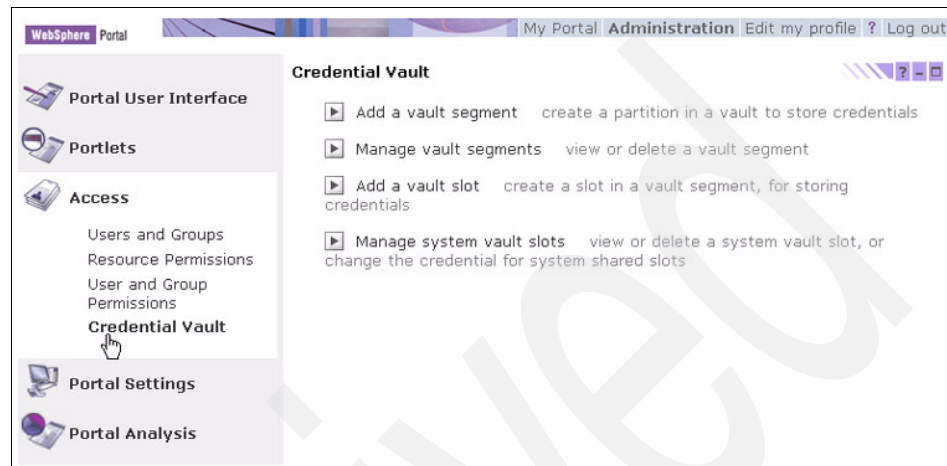 WebSphere Portal
My Portal Administration Edit my profile ? Log out
Portal User Interface
Portlets
Access
Users and Groups
Resource Permissions
User and Group
Permissions
Credential Vault
Portal Settings
Portal Analysis
Credential Vault
? -
Add a vault segment create a partition in a vault to store credentials
Manage vault segments view or delete a vault segment
Add a vault slot create a slot in a vault segment, for storing
credentials
Manage system vault slots view or delete a system vault slot, or
change the credential for system shared slots